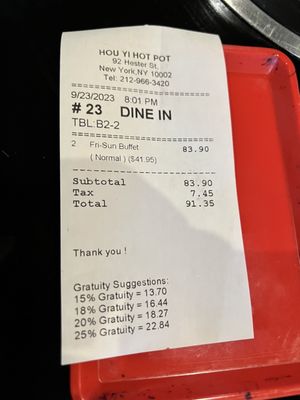 HOU YI HOT POT
92 Hester St.
New York,NY 10002
Tel: 212-966-3420
9/23/2023 8:01 PM
# 23 DINE IN
TBL:B2-2
2 Fri-Sun Buffet 83.90
( Normal ) ($41.95)
Subtotal 83.90
Tax 7.45
Total 91.35
Thank you !
Gratuity Suggestions:
15% Gratuity = 13.70
18% Gratuity = 16.44
20% Gratuity = 18.27
25% Gratuity = 22.84